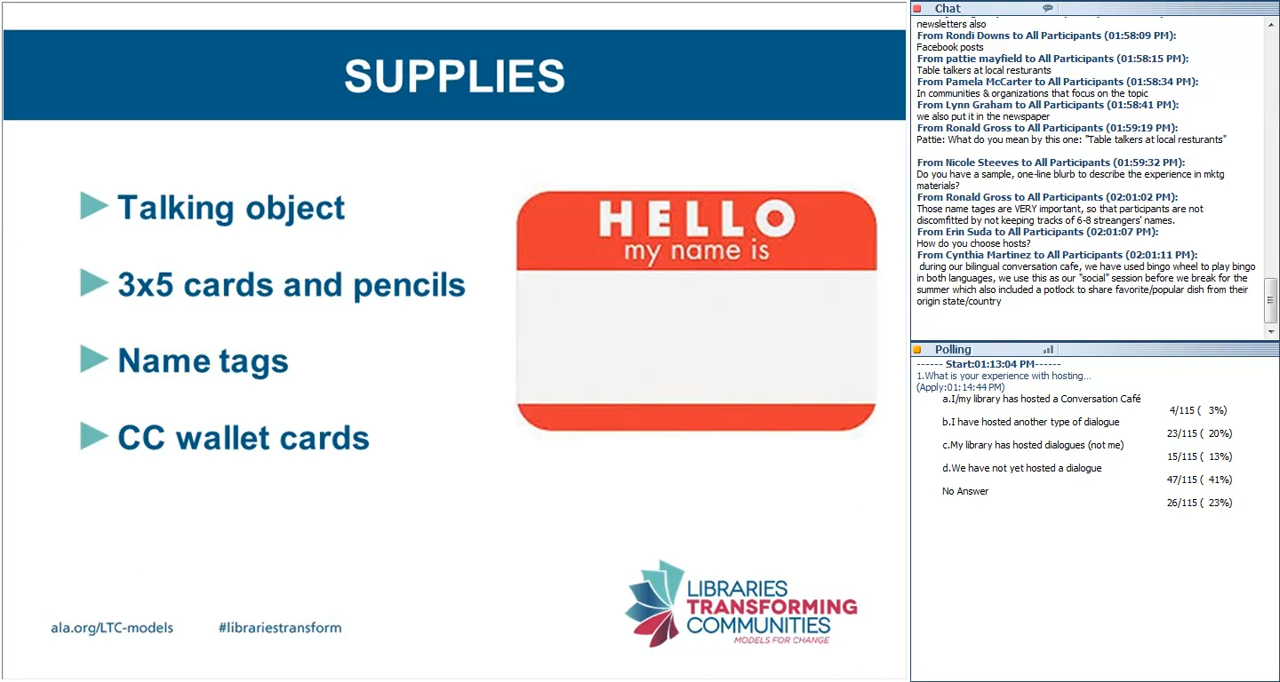 SUPPLIES
Talking object
3x5 cards and pencils
Name tags
CC wallet cards
HELLO
my name is
ala.org/LTC-models
#librariestransform
LIBRARIES
TRANSFORMING
COMMUNITIES
MODELS FOR CHANGE
Chat
newsletters also
From Rondi Downs to All Participants (01:58:09 PM):
Facebook posts
From pattie mayfield to All Participants (01:58:15 PM):
Table talkers at local resturants
From Pamela McCarter to All Participants (01:58:34 PM):
In communities & organizations that focus on the topic
From Lynn Graham to All Participants (01:58:41 PM):
we also put it in the newspaper
From Ronald Gross to All Participants (01:59:19 PM):
Pattie: What do you mean by this one: "Table talkers at local resturants"
From Nicole Steeves to All Participants (01:59:32 PM):
Do you have a sample, one-line blurb to describe the experience in mktg
materials?
From Ronald Gross to All Participants (02:01:02 PM):
Those name tages are VERY important, so that participants are not
discomfitted by not keeping tracks of 6-8 streangers' names.
From Erin Suda to All Participants (02:01:07 PM):
How do you choose hosts?
From Cynthia Martinez to All Participants (02:01:11 PM):
during our bilingual conversation cafe, we have used bingo wheel to play bingo
in both languages, we use this as our "social" session before we break for the
summer which also included a potlock to share favorite/popular dish from their
origin state/country
Polling
------ Start:01:13:04 PM------
1.What is your experience with hosting...
(Apply:01:14:44 PM)
a.I/my library has hosted a Conversation Café
4/115 ( 3%)
b.I have hosted another type of dialogue
23/115 ( 20%)
c.My library has hosted dialogues (not me)
15/115 ( 13%)
d.We have not yet hosted a dialogue
47/115 ( 41%)
No Answer
26/115 ( 23%)